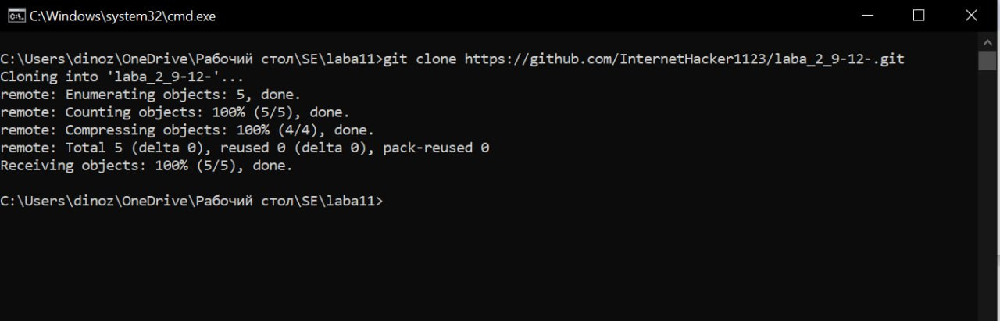 C:\Windows\system32\cmd.exe
C:\Users\dinoz\OneDrive\Рабочий стол\SE\laba11>git clone https://github.com/InternetHacker1123/laba_2_9-12-.git
Cloning into 'laba_2_9-12-'...
remote: Enumerating objects: 5, done.
remote: Counting objects: 100% (5/5), done.
remote: Compressing objects: 100% (4/4), done.
remote: Total 5 (delta 0), reused 0 (delta 0), pack-reused 0
Receiving objects: 100% (5/5), done.
C:\Users\dinoz\OneDrive\Рабочий стол\SE\laba11>